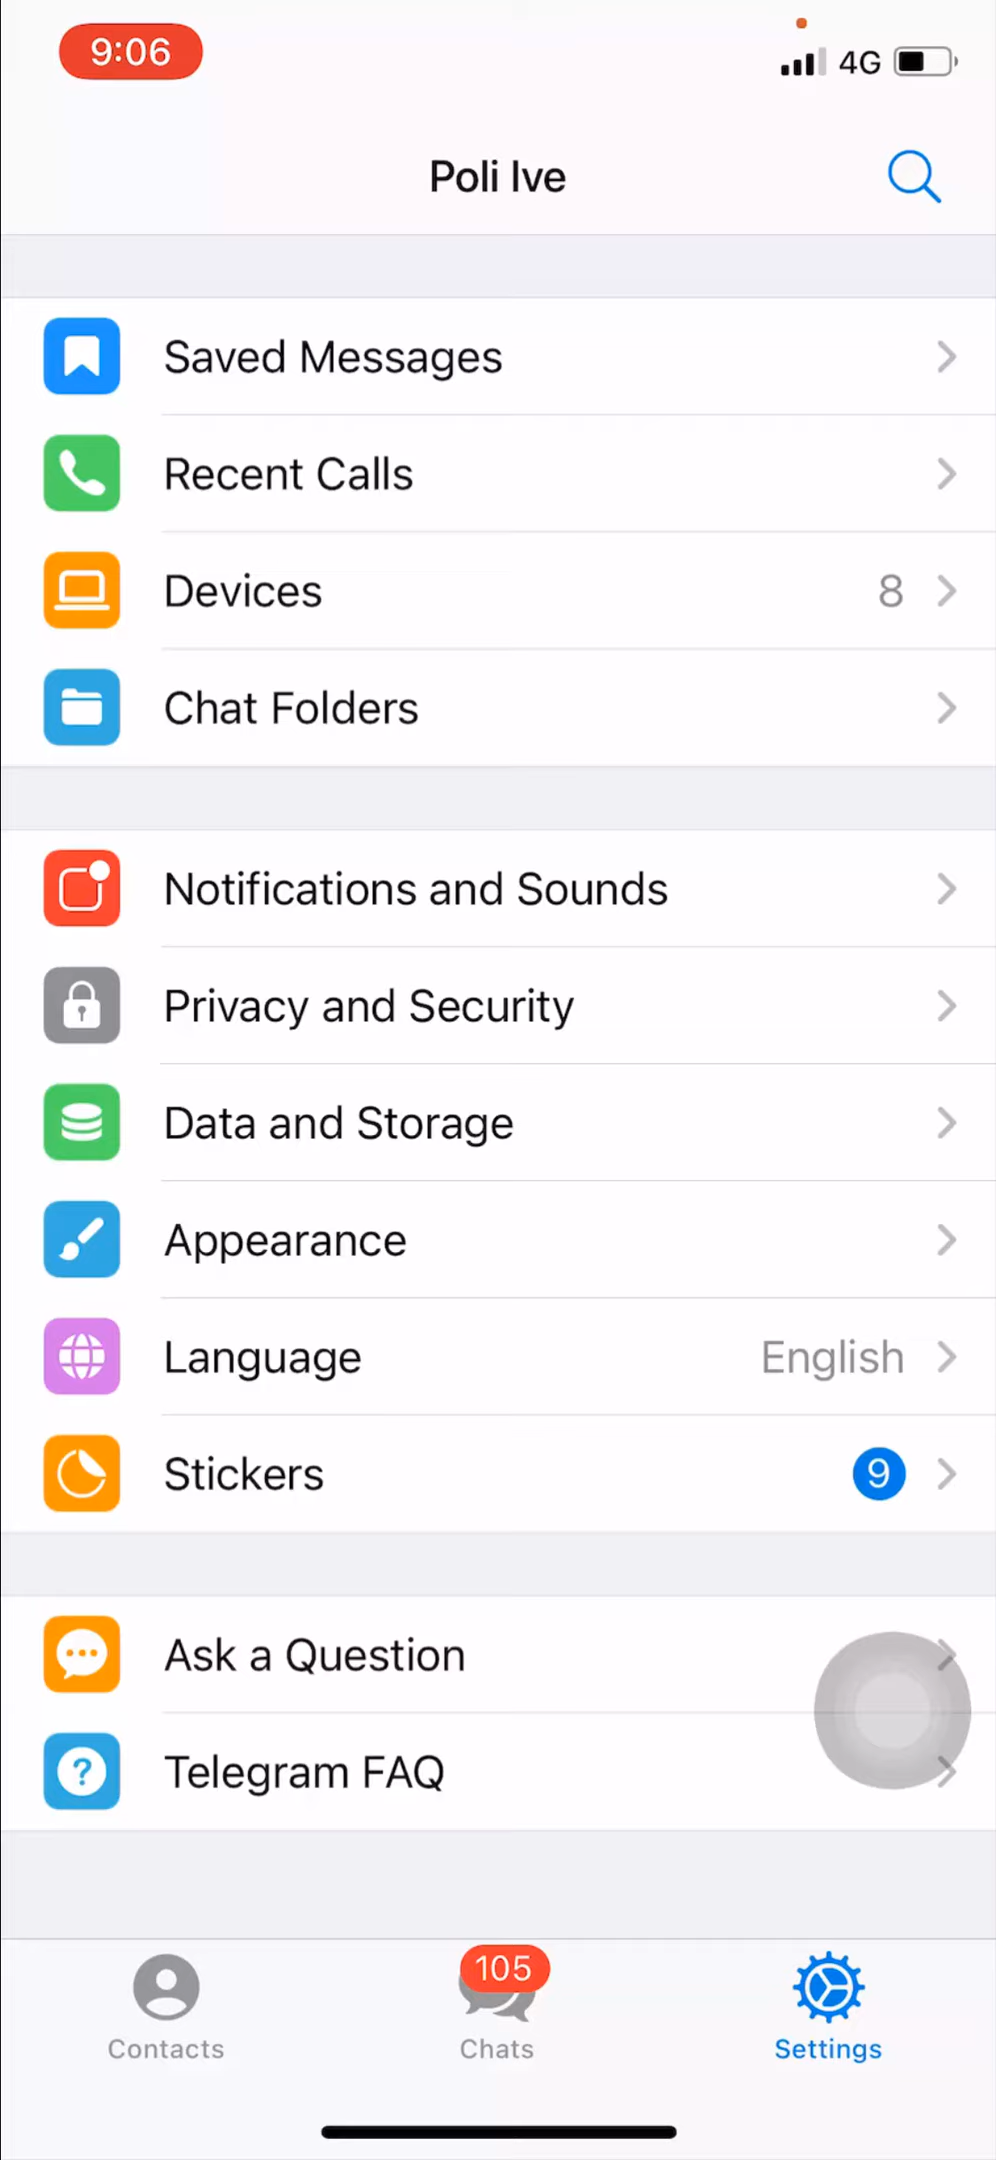 9:06
4G
Poli Ive
Saved Messages
Recent Calls
Devices 8
Chat Folders
Notifications and Sounds
Privacy and Security
Data and Storage
Appearance
Language English
Stickers 9
Ask a Question
Telegram FAQ
105
Contacts Chats Settings